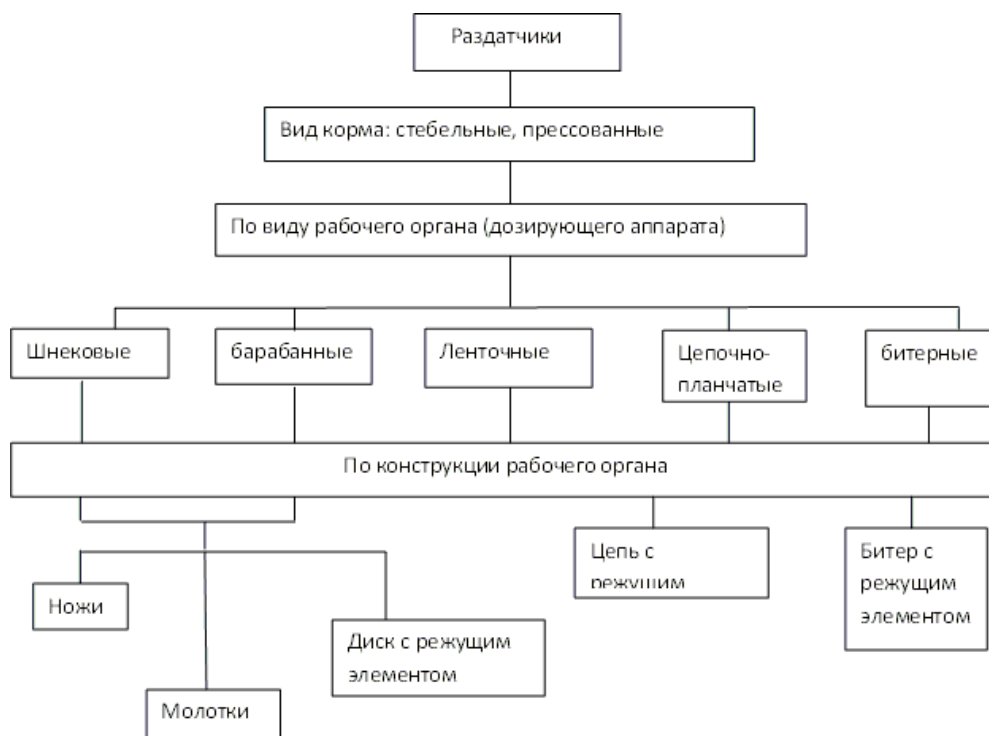 Раздатчики
Вид корма: стебельные, прессованные
По виду рабочего органа (дозирующего аппарата)
Шнековые
барабанные
Ленточные
Цепочно-
планчатые
битерные
По конструкции рабочего органа
Ножи
Молотки
Диск с режущим
элементом
Цепь с
режущим
Битер с
режущим
элементом